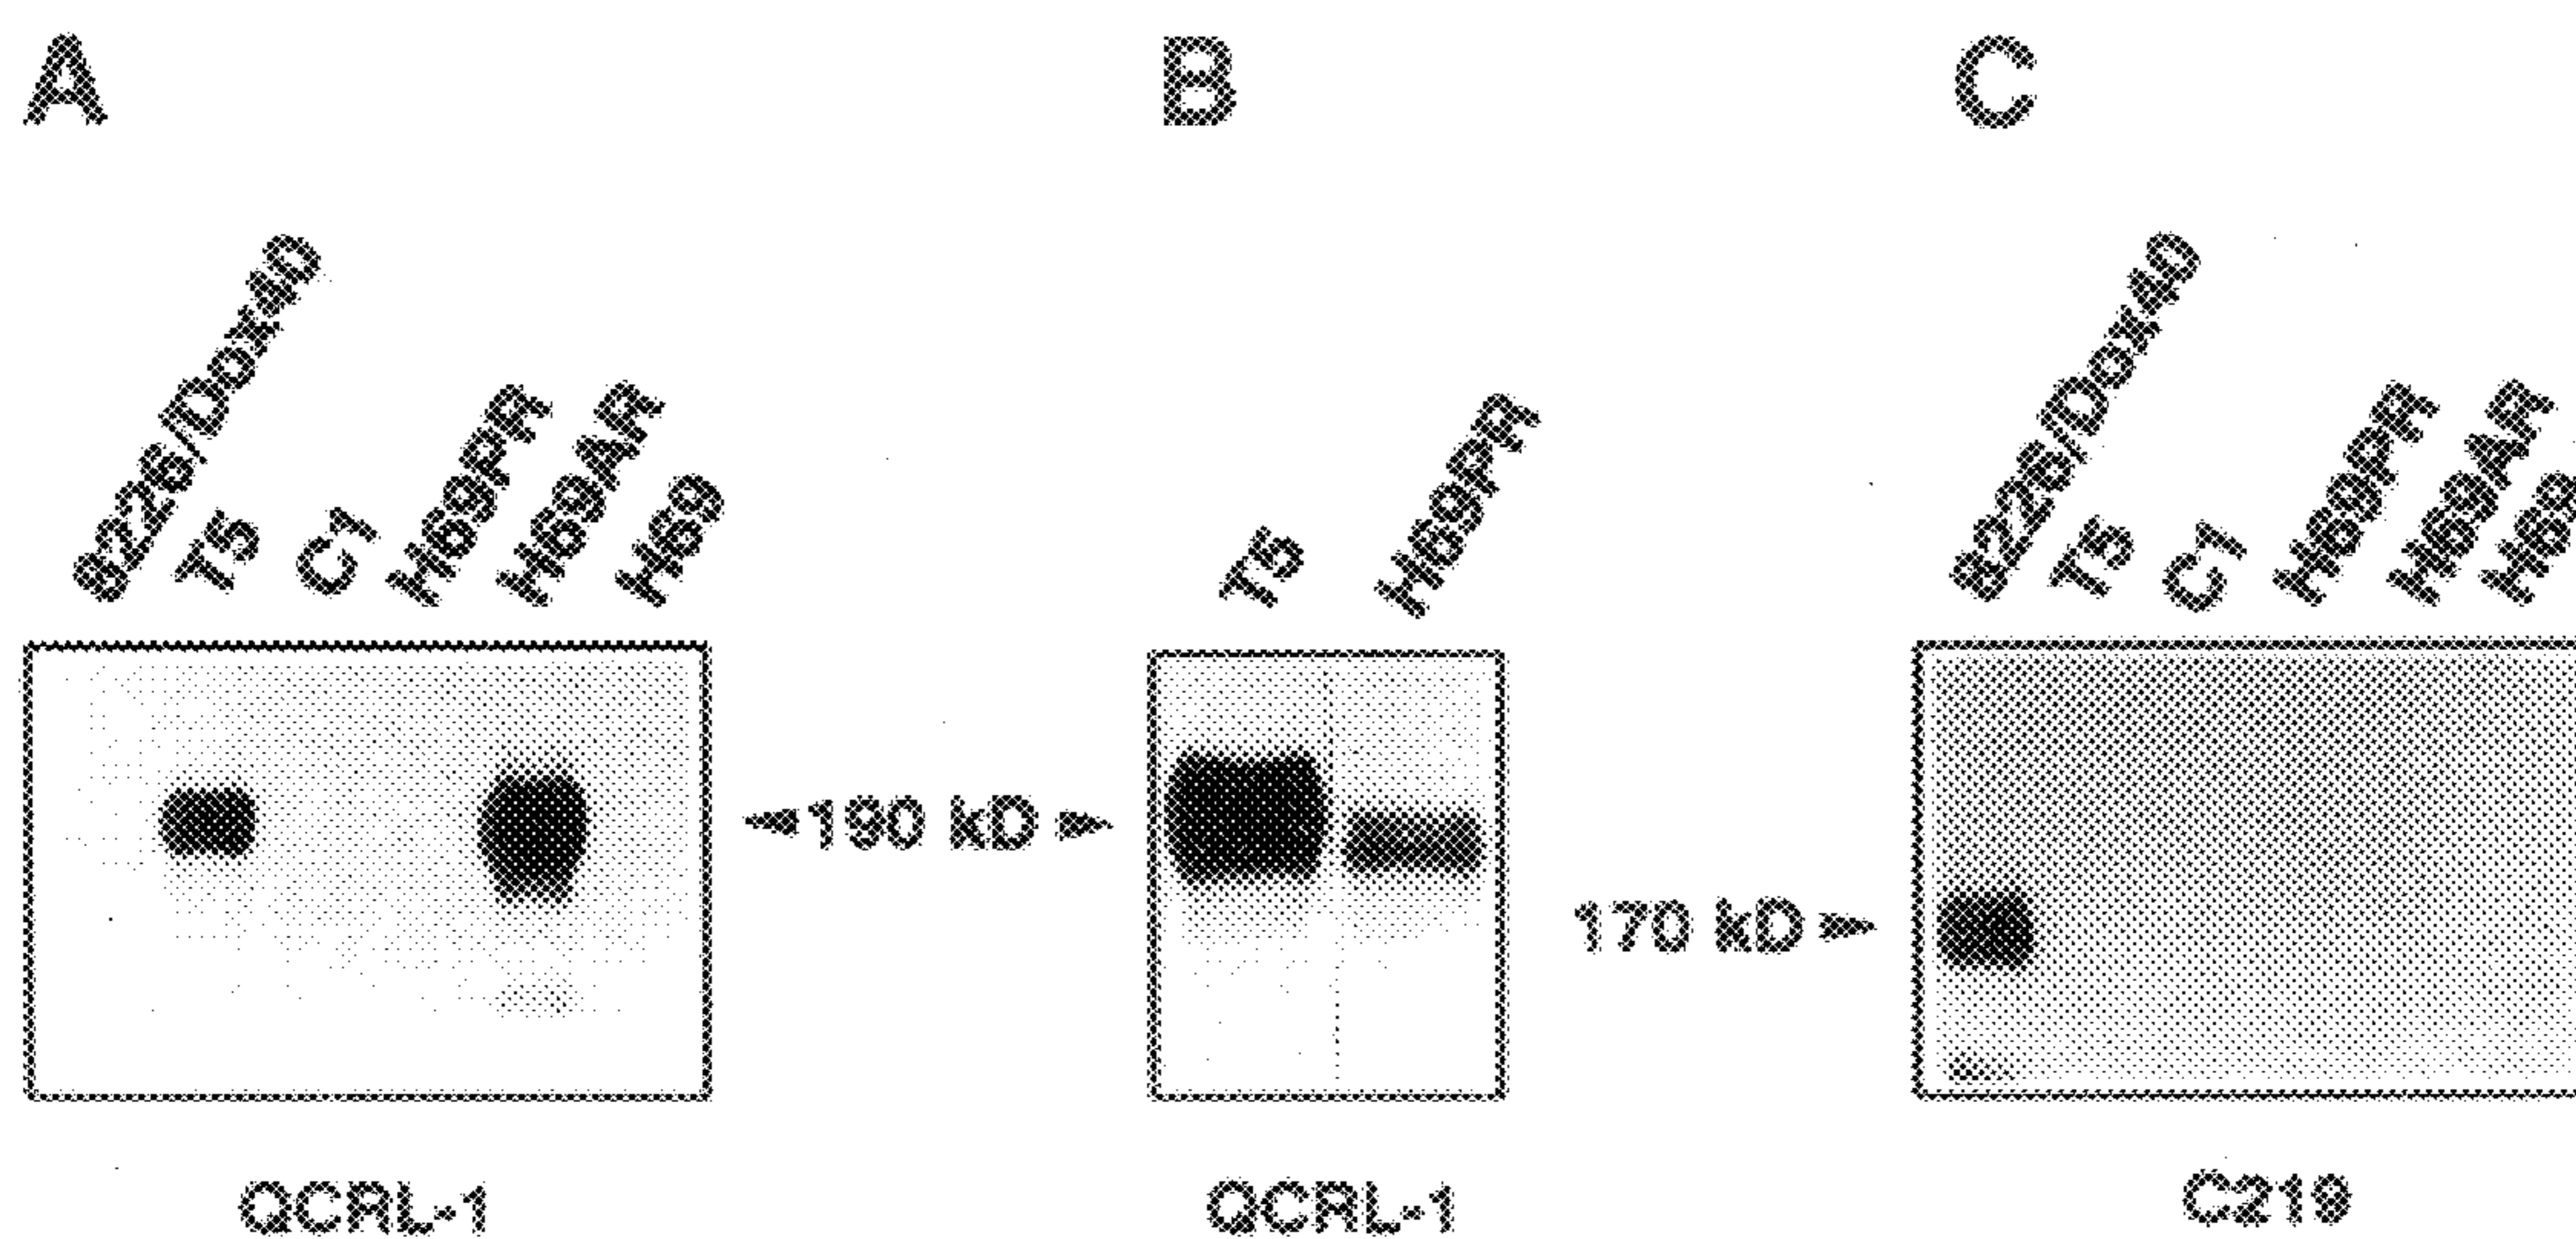 A B C
8226/Dox40 T5 C1 H69PR H69AR H69
T5 H69PR
8226/Dox40 T5 C1 H69PR H69AR H69
190 kD
170 kD
QCRL-1 QCRL-1 C219